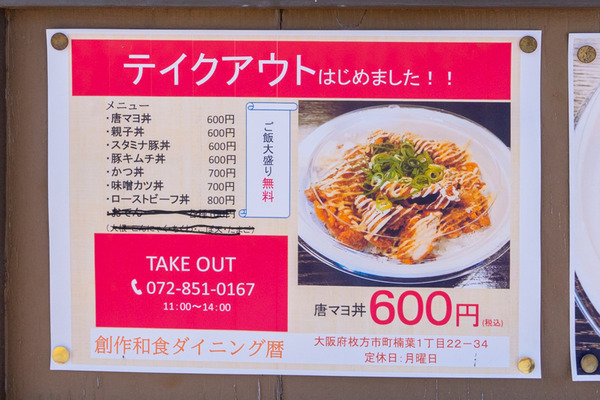 テイクアウトはじめました！！
メニュー
・唐マヨ丼 600円
・親子丼 600円
・スタミナ豚丼 600円
・豚キムチ丼 600円
・かつ丼 700円
・味噌カツ丼 700円
・ローストビーフ丼 800円
おでん
ご飯大盛り無料
TAKE OUT
072-851-0167
11:00〜14:00
唐マヨ丼 600円(税込)
創作和食ダイニング暦
大阪府枚方市町楠葉1丁目22－34
定休日：月曜日